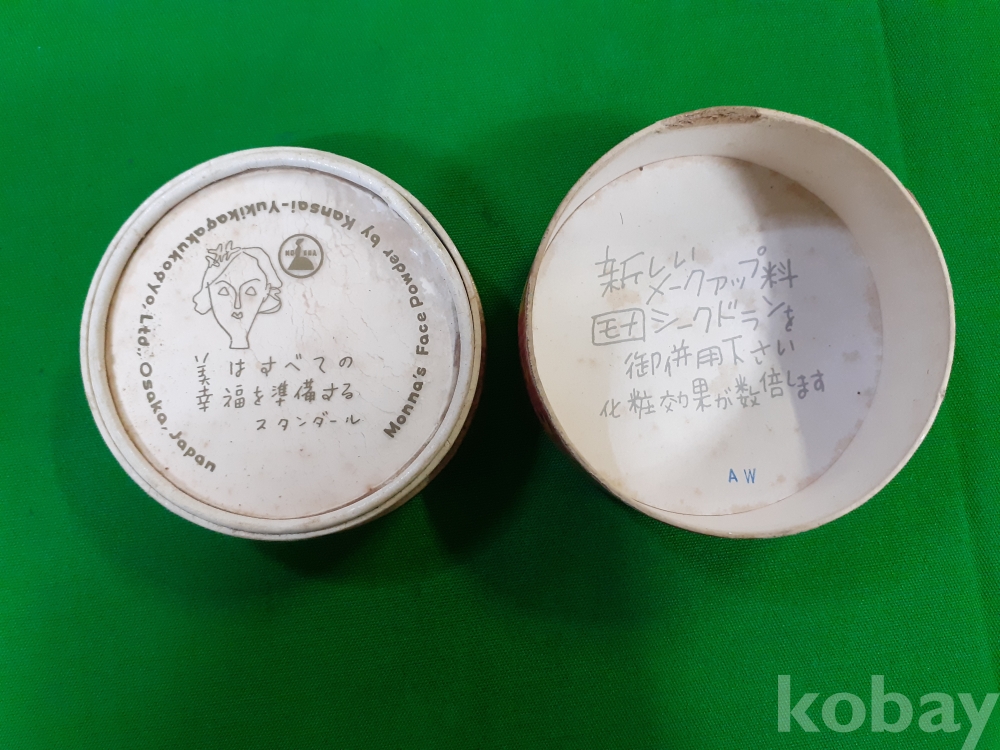 Monna's Face Powder by Kansai-Yukikagakukogyo, Ltd., Osaka, Japan
美はすべての
幸福を準備する
スタンダール
新しい
メークアップ料
モナ シークドランを
御併用下さい
化粧効果が数倍します
AW
kobay